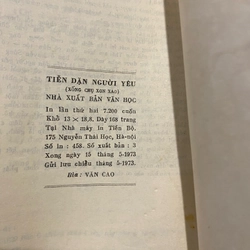 TIỄN DẶN NGƯỜI YÊU
(XỐNG CHỤ XON XAO)
NHÀ XUẤT BẢN VĂN HỌC
In lần thứ hai 7.200 cuốn
Khổ 13 × 18,8. Dày 168 trang
Tại Nhà máy In Tiến Bộ.
175 Nguyễn Thái Học, Hà-nội
Số in : 458. Số xuất bản : 3
Xong ngày 15 tháng 5-1973
Gửi lưu chiểu tháng 5-1973.
Bìa: VĂN CAO